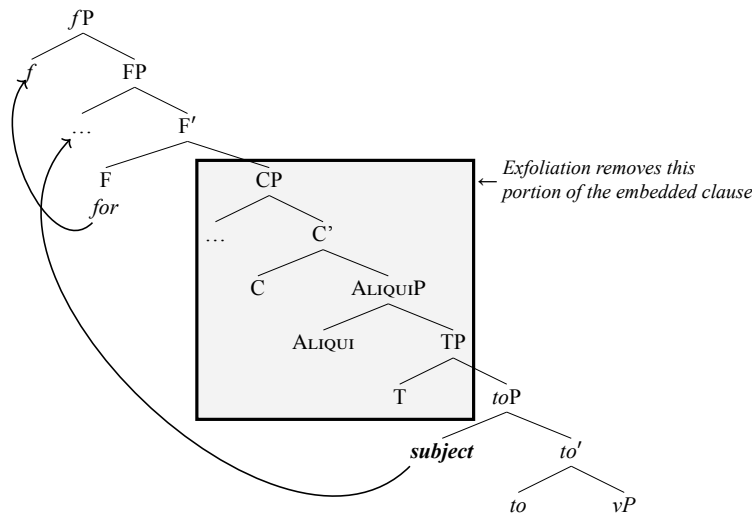 fP
f FP
… F′
F CP
for
← Exfoliation removes this
portion of the embedded clause
… C’
C ALIQUIP
ALIQUI TP
T toP
subject to′
to vP